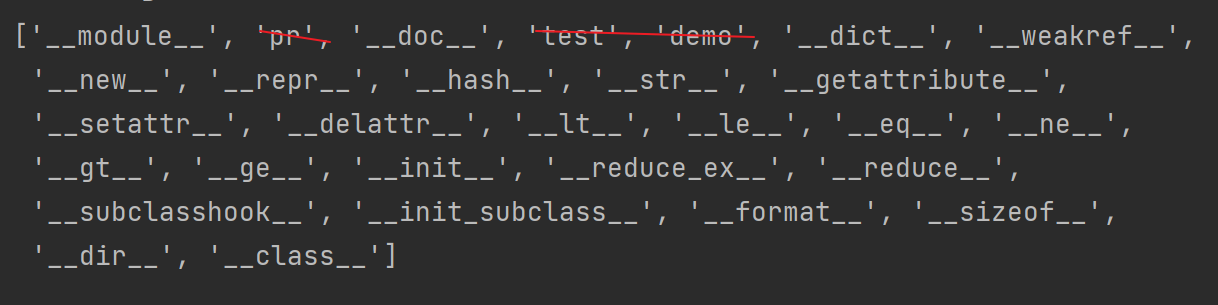 ['__module__', 'pr', '__doc__', 'test', 'demo', '__dict__', '__weakref__',
'__new__', '__repr__', '__hash__', '__str__', '__getattribute__',
'__setattr__', '__delattr__', '__lt__', '__le__', '__eq__', '__ne__',
'__gt__', '__ge__', '__init__', '__reduce_ex__', '__reduce__',
'__subclasshook__', '__init_subclass__', '__format__', '__sizeof__',
'__dir__', '__class__']